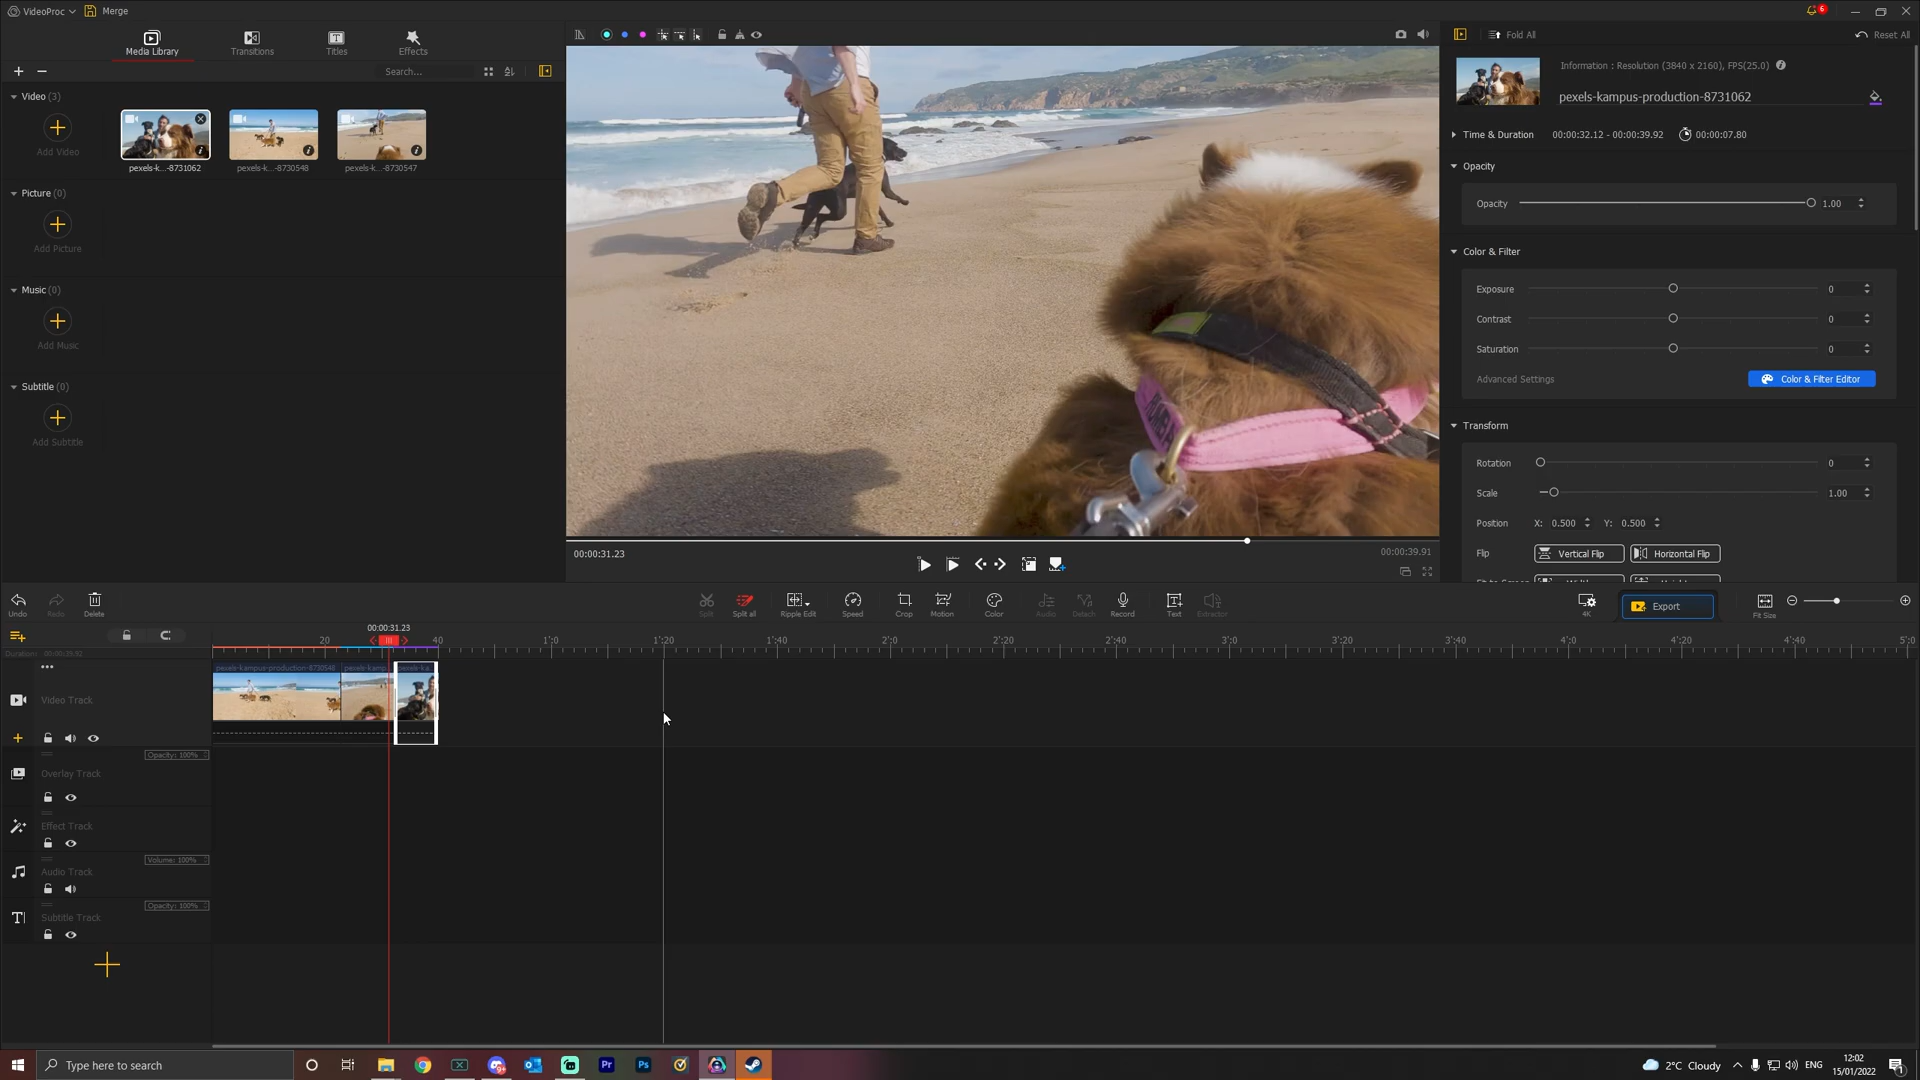 VideoProc
Merge
6
Media Library
Transitions
Titles
Effects
Fold All
Reset All
Search...
Information : Resolution (3840 x 2160), FPS(25.0)
pexels-kampus-production-8731062
Video (3)
Add Video
pexels-k...-8731062
pexels-k...-8730548
pexels-k...-8730547
Time & Duration
00:00:32.12 - 00:00:39.92
00:00:07.80
Opacity
Opacity
1.00
Picture (0)
Add Picture
Color & Filter
Exposure
0
Contrast
0
Saturation
0
Advanced Settings
Color & Filter Editor
Music (0)
Add Music
Subtitle (0)
Add Subtitle
Transform
Rotation
0
Scale
1.00
Position
X: 0.500
Y: 0.500
Flip
Vertical Flip
Horizontal Flip
00:00:31.23
00:00:39.91
Undo
Redo
Delete
Split
Split all
Ripple Edit
Speed
Crop
Motion
Color
Audio
Detach
Record
Text
Extractor
4K
Export
Fit Size
00:00:31.23
20
40
1':0
1':20
1':40
2':0
2':20
2':40
3':0
3':20
3':40
4':0
4':20
4':40
5':0
Duration: 00:00:39.92
pexels-kampus-production-8730548
pexels-kamp...
pexels-ka...
Video Track
Opacity: 100%
Overlay Track
Effect Track
Volume: 100%
Audio Track
Opacity: 100%
Subtitle Track
Type here to search
Pr
Ps
2°C Cloudy
ENG
12:02
15/01/2022